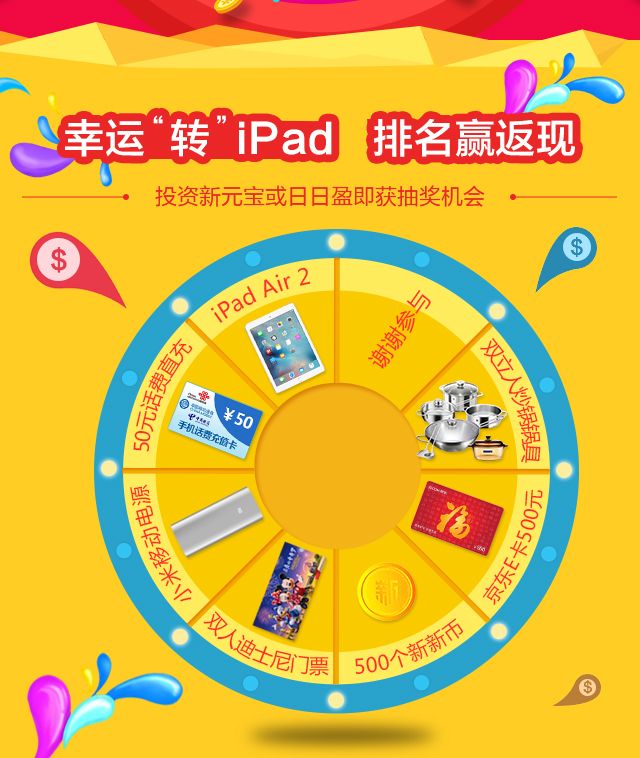 幸运“转”iPad 排名赢返现
投资新元宝或日日盈即获抽奖机会
$
$
iPad Air 2
谢谢参与
双立人炒锅锅具
京东E卡500元
500个新新币
双人迪士尼门票
小米移动电源
50元话费直充
¥50
手机话费充值卡
福
新
$